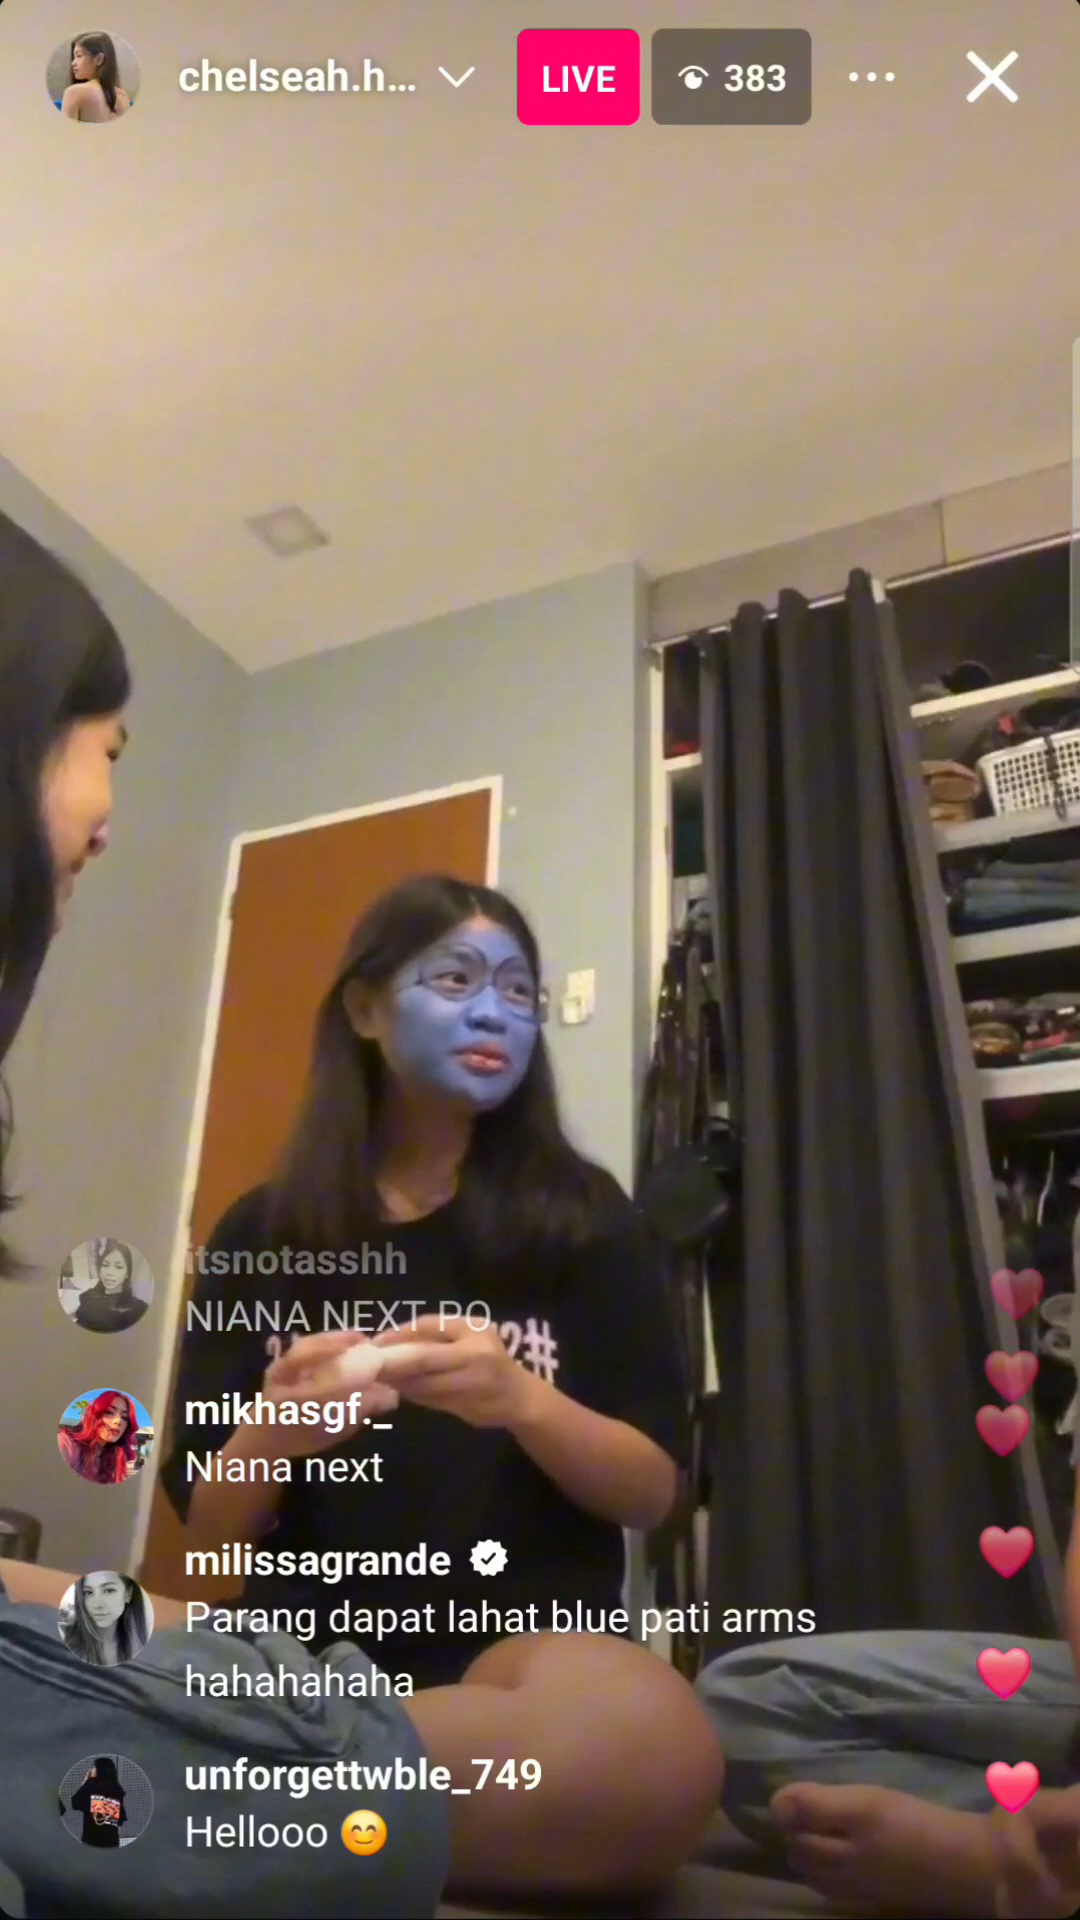 chelseah.h...
LIVE
383
itsnotasshh
NIANA NEXT PO
mikhasgf._
Niana next
milissagrande
Parang dapat lahat blue pati arms
hahahahaha
unforgettwble_749
Hellooo 😊